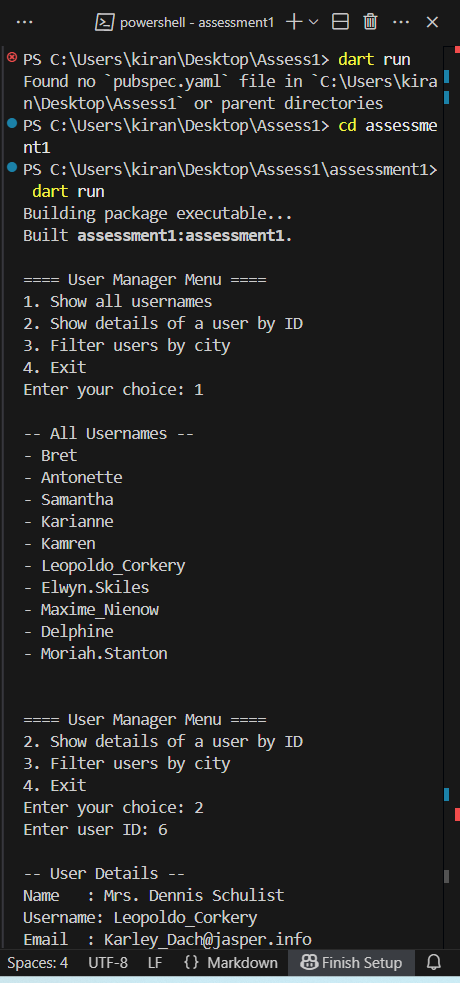 powershell - assessment1
PS C:\Users\kiran\Desktop\Assess1> dart run
Found no `pubspec.yaml` file in `C:\Users\kira
n\Desktop\Assess1` or parent directories
PS C:\Users\kiran\Desktop\Assess1> cd assessme
nt1
PS C:\Users\kiran\Desktop\Assess1\assessment1>
dart run
Building package executable...
Built assessment1:assessment1.
==== User Manager Menu ====
1. Show all usernames
2. Show details of a user by ID
3. Filter users by city
4. Exit
Enter your choice: 1
-- All Usernames --
- Bret
- Antonette
- Samantha
- Karianne
- Kamren
- Leopoldo_Corkery
- Elwyn.Skiles
- Maxime_Nienow
- Delphine
- Moriah.Stanton
==== User Manager Menu ====
2. Show details of a user by ID
3. Filter users by city
4. Exit
Enter your choice: 2
Enter user ID: 6
-- User Details --
Name   : Mrs. Dennis Schulist
Username: Leopoldo_Corkery
Email  : Karley_Dach@jasper.info
Spaces: 4 UTF-8 LF {} Markdown Finish Setup